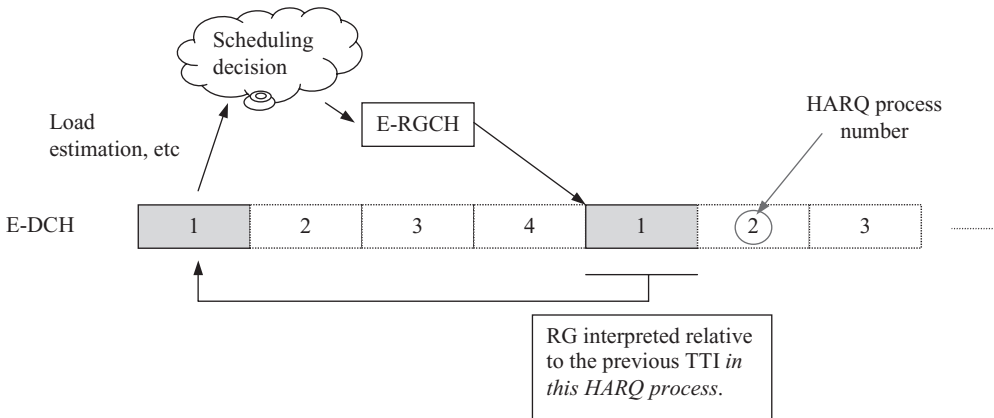 Scheduling
decision
E-RGCH
HARQ process
number
Load
estimation, etc
E-DCH
1 2 3 4 1 2 3
RG interpreted relative
to the previous TTI in
this HARQ process.